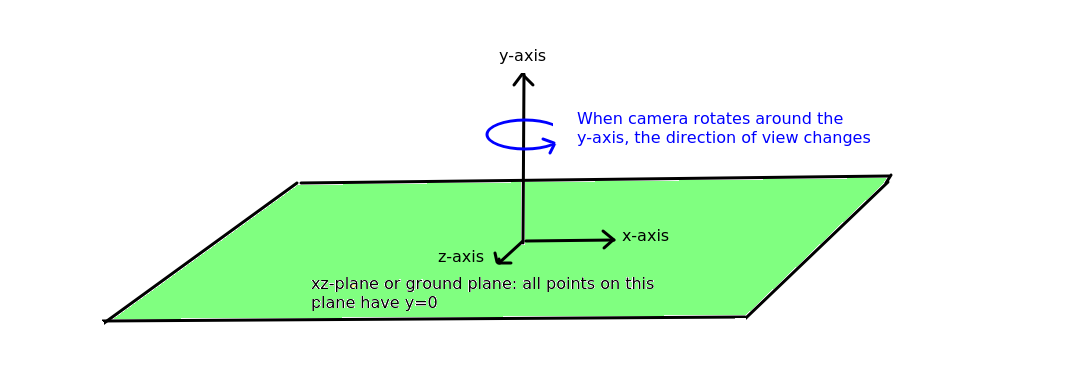 y-axis
When camera rotates around the
y-axis, the direction of view changes
x-axis
z-axis
xz-plane or ground plane: all points on this
plane have y=0